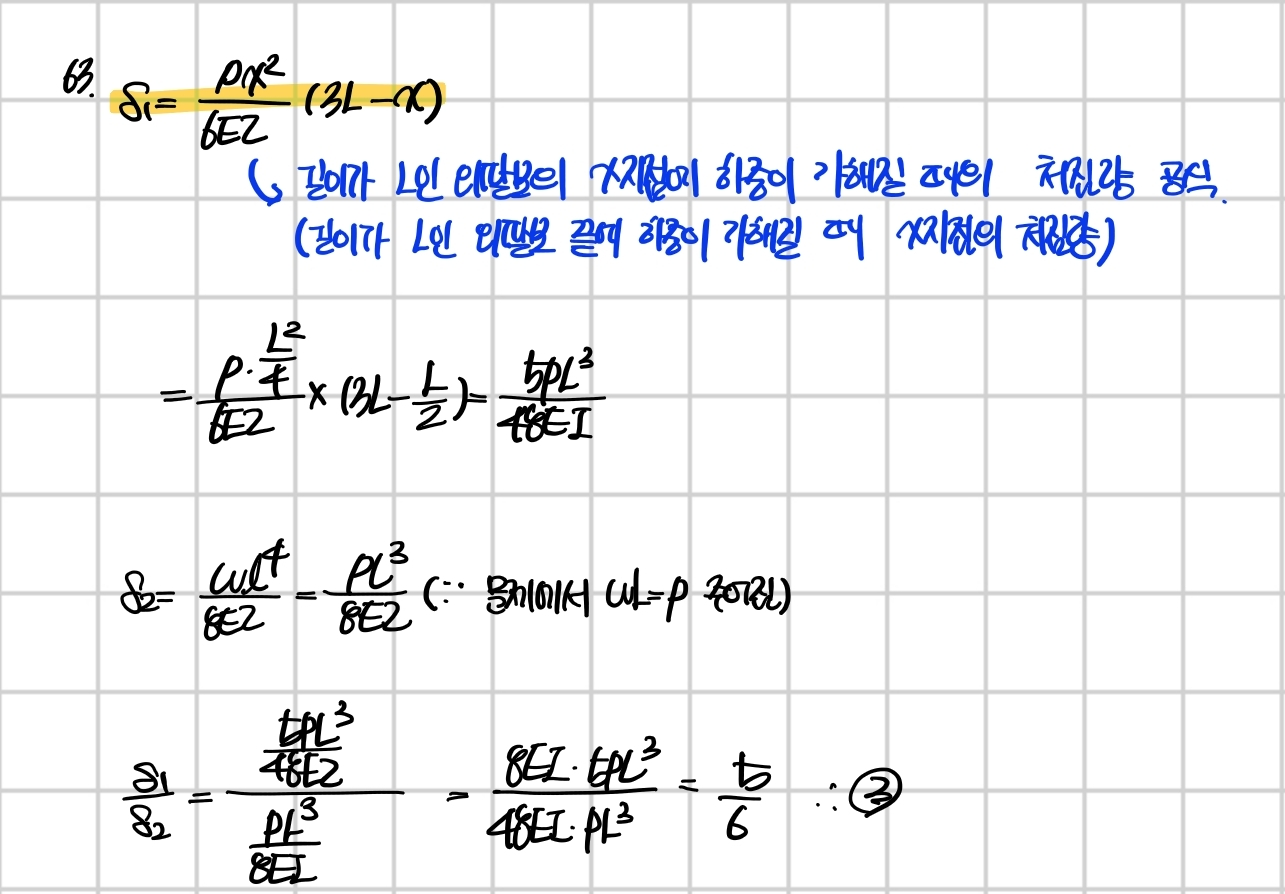 63. δ₁ = Px²/6EI (3L - x)
↳ 길이가 L인 외팔보의 x지점에 하중이 가해질 때의 처짐량 공식.
(길이가 L인 외팔보 끝에 하중이 가해질 때 x지점의 처짐량)
= (P·L²/4)/6EI × (3L - L/2) = 5PL³/48EI
δ₂ = ωl⁴/8EI = PL³/8EI (∵ 문제에서 ωL=P 주어짐)
δ₁/δ₂ = (5PL³/48EI)/(PL³/8EI) = (8EI·5PL³)/(48EI·PL³) = 5/6 ∴ ③